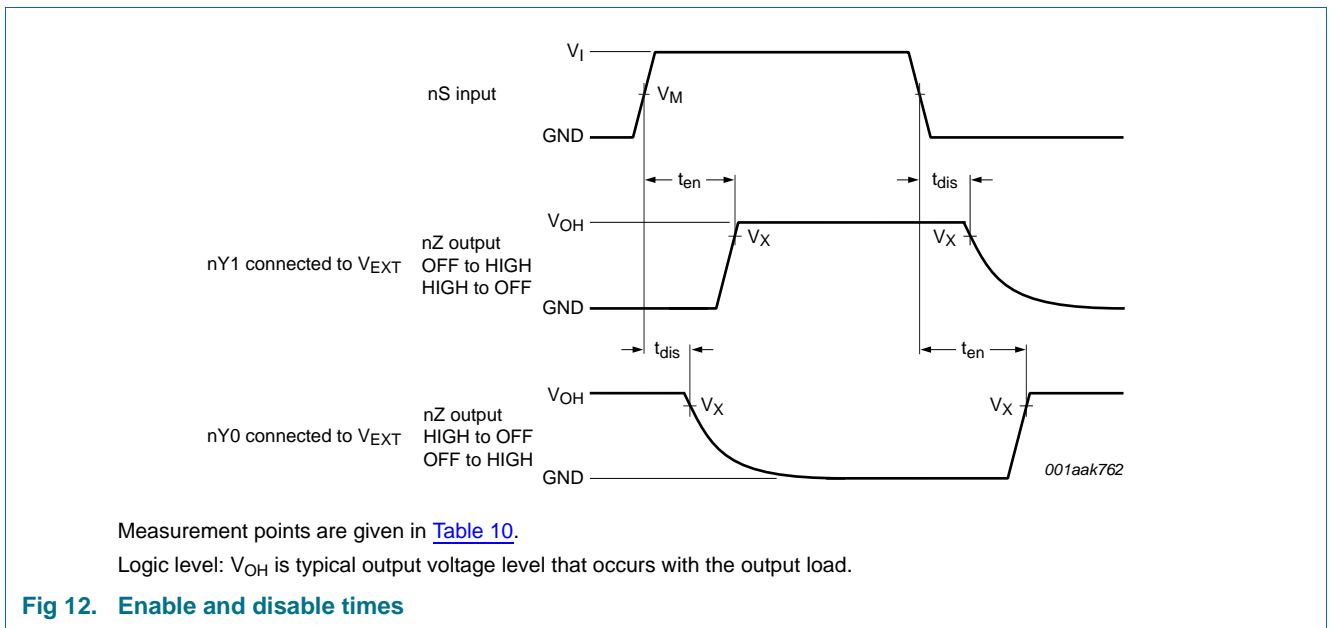 V_I
nS input
V_M
GND
t_en
t_dis
V_OH
nY1 connected to V_EXT
nZ output
OFF to HIGH
HIGH to OFF
V_X
V_X
GND
t_dis
t_en
V_OH
nY0 connected to V_EXT
nZ output
HIGH to OFF
OFF to HIGH
V_X
V_X
GND
001aak762
Measurement points are given in Table 10.
Logic level: V_OH is typical output voltage level that occurs with the output load.
Fig 12. Enable and disable times